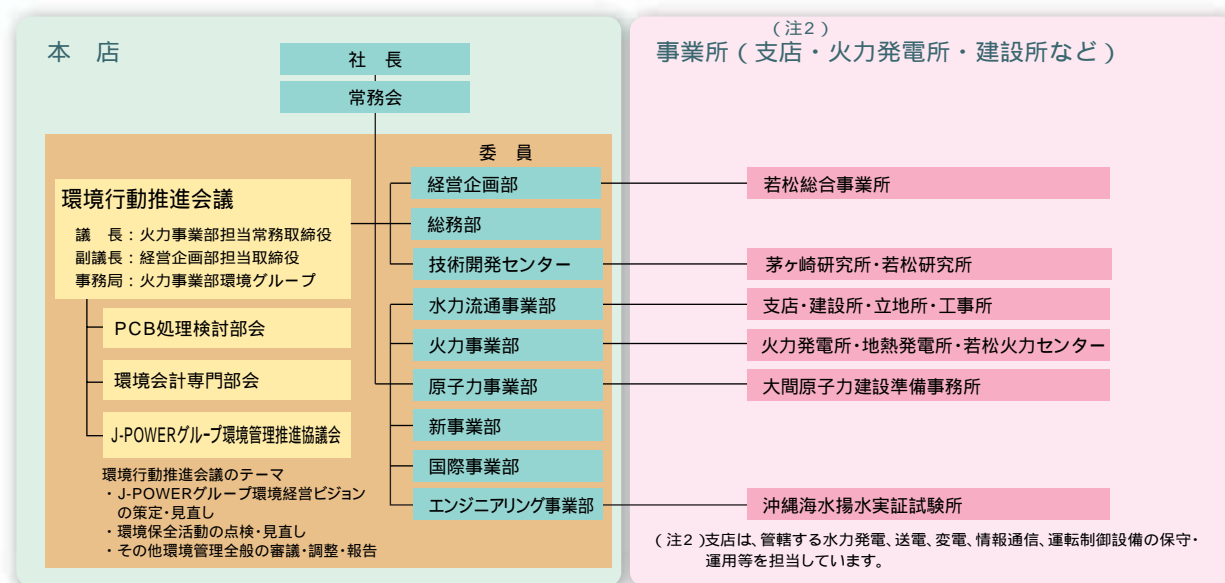 本 店
社 長
常務会
環境行動推進会議
議 長：火力事業部担当常務取締役
副議長：経営企画部担当取締役
事務局：火力事業部環境グループ
PCB処理検討部会
環境会計専門部会
J-POWERグループ環境管理推進協議会
環境行動推進会議のテーマ
・J-POWERグループ環境経営ビジョン
の策定・見直し
・環境保全活動の点検・見直し
・その他環境管理全般の審議・調整・報告
委 員
経営企画部
総務部
技術開発センター
水力流通事業部
火力事業部
原子力事業部
新事業部
国際事業部
エンジニアリング事業部
（注2）
事業所（支店・火力発電所・建設所など）
若松総合事業所
茅ヶ崎研究所・若松研究所
支店・建設所・立地所・工事所
火力発電所・地熱発電所・若松火力センター
大間原子力建設準備事務所
沖縄海水揚水実証試験所
（注2）支店は、管轄する水力発電、送電、変電、情報通信、運転制御設備の保守・
運用等を担当しています。